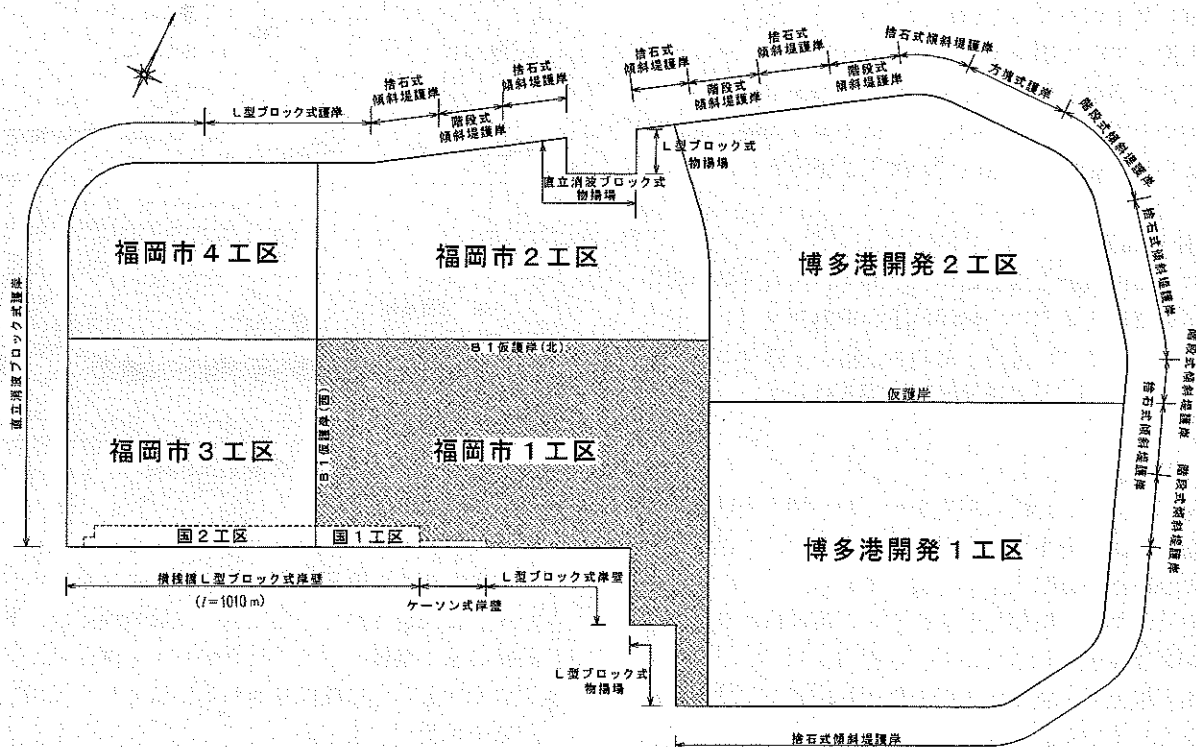 捨石式
傾斜堤護岸
階段式
傾斜堤護岸
捨石式
傾斜堤護岸
階段式
傾斜堤護岸
捨石式傾斜堤護岸
方塊式護岸
階段式傾斜堤護岸
捨石式傾斜堤護岸
階段式傾斜堤護岸
捨石式傾斜堤護岸
階段式傾斜堤護岸
L型ブロック式護岸
捨石式
傾斜堤護岸
階段式
傾斜堤護岸
捨石式
傾斜堤護岸
L型ブロック式
物揚場
直立消波ブロック式
物揚場
直立消波ブロック式護岸
福岡市4工区
福岡市2工区
博多港開発2工区
B1仮護岸(北)
B1仮護岸(西)
仮護岸
福岡市3工区
福岡市1工区
博多港開発1工区
国2工区
国1工区
横桟橋L型ブロック式岸壁
(l=1010m)
ケーソン式岸壁
L型ブロック式岸壁
L型ブロック式
物揚場
捨石式傾斜堤護岸